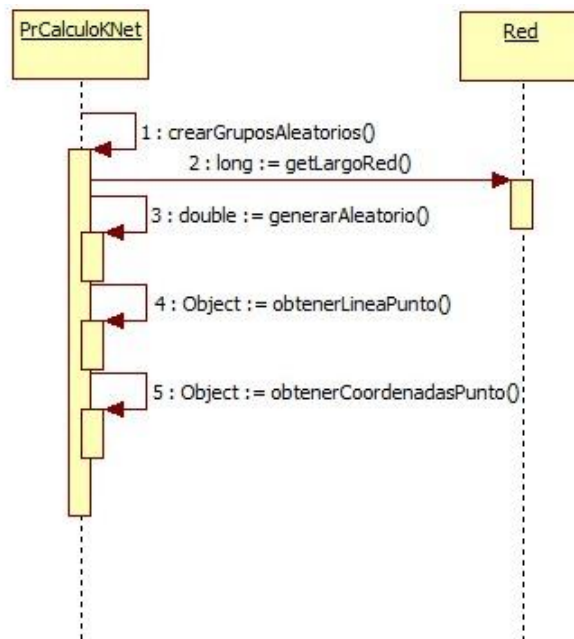 PrCalculoKNet
Red
1 : crearGruposAleatorios()
2 : long := getLargoRed()
3 : double := generarAleatorio()
4 : Object := obtenerLineaPunto()
5 : Object := obtenerCoordenadasPunto()